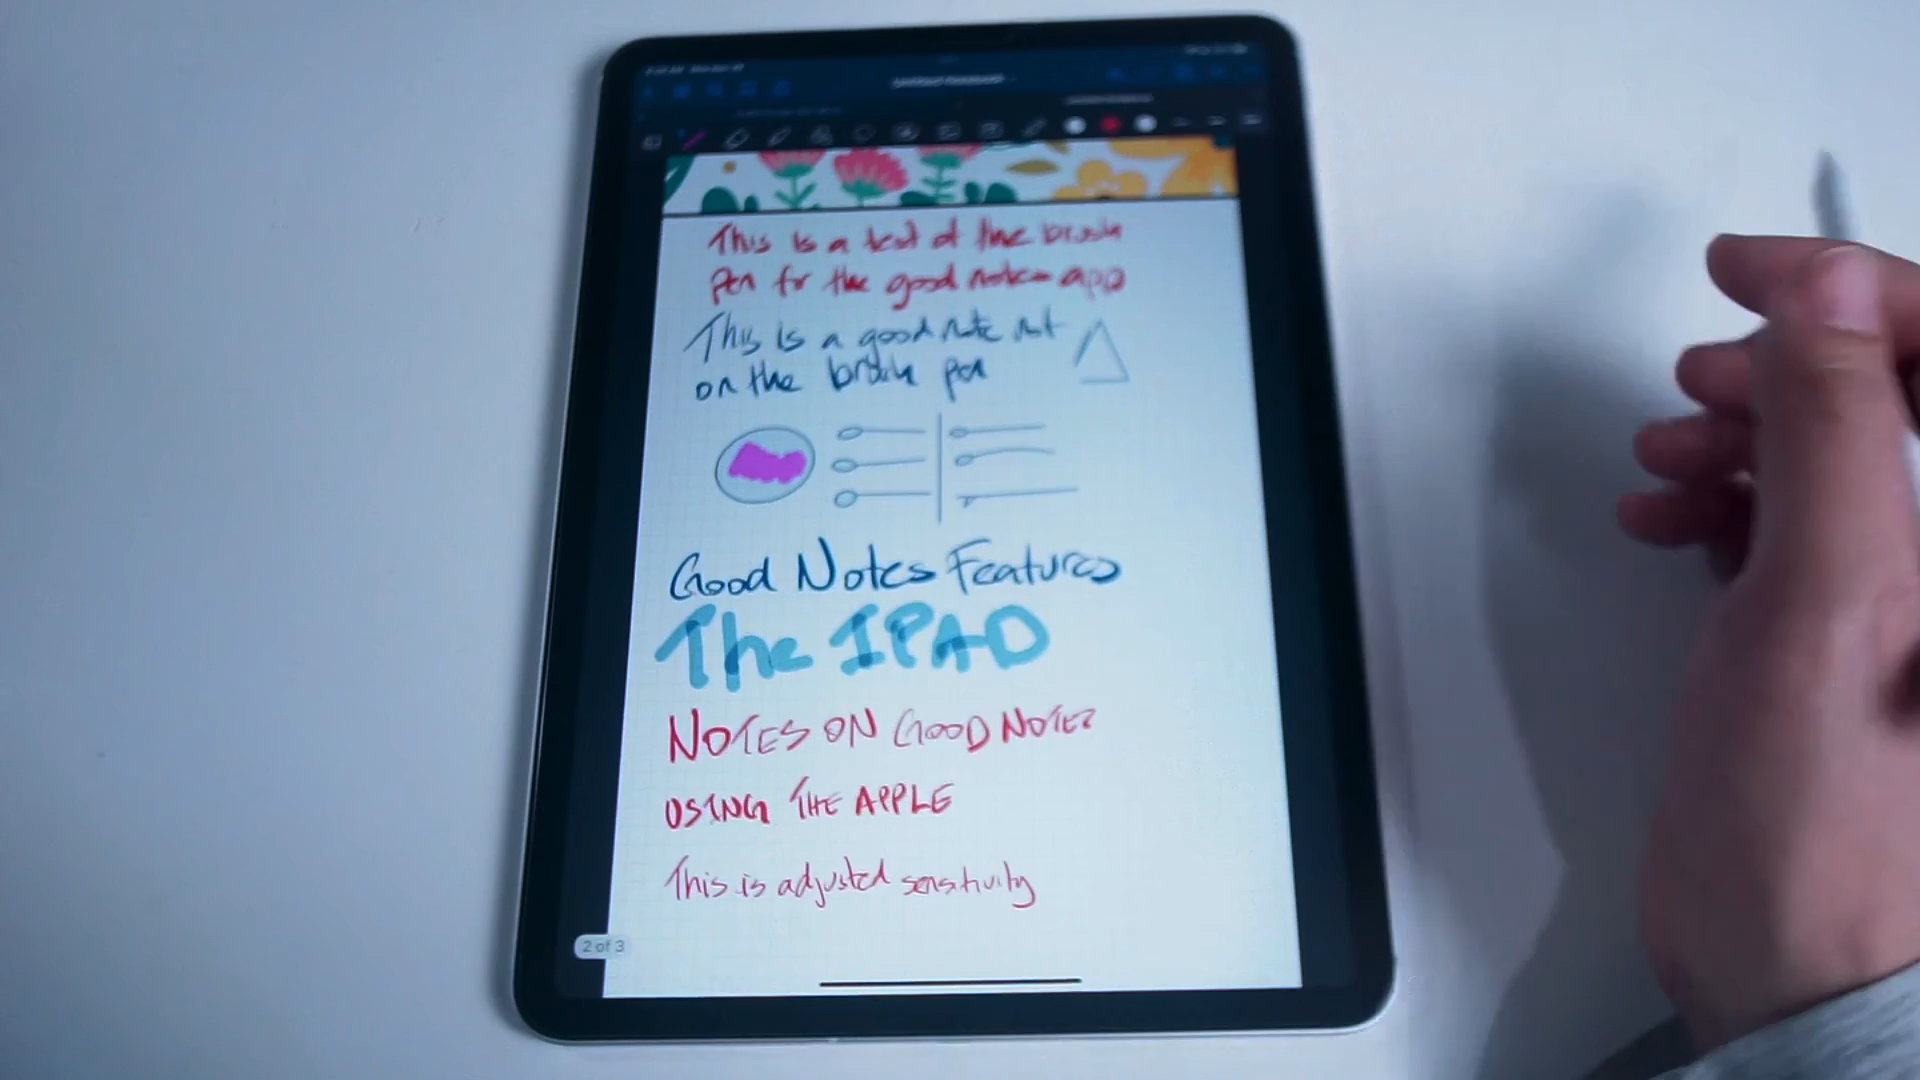 This is a test of the brush
pen for the good notes app
This is a good note not
on the brush pen
Good Notes Features
The IPAD
NOTES ON GOOD NOTES
USING THE APPLE
This is adjusted sensitivity
2 of 3